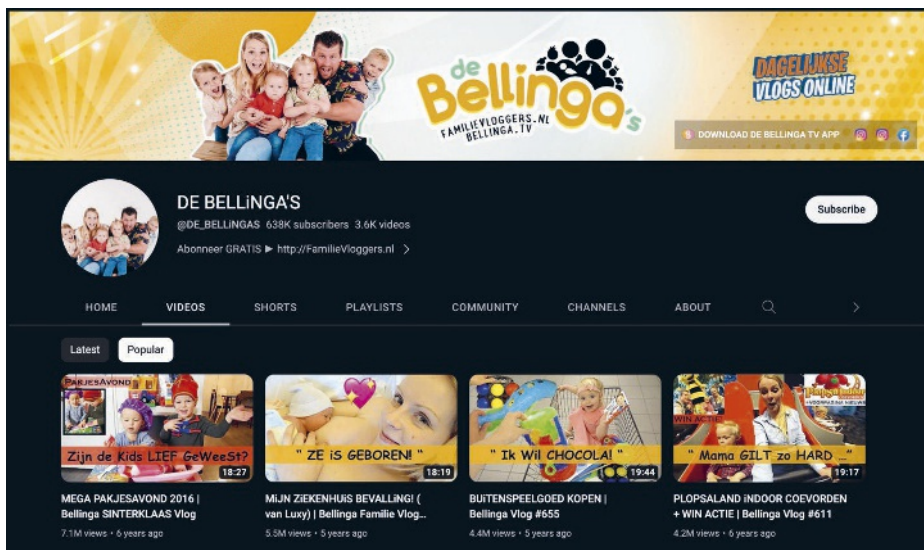 de
Bellinga's
FAMILIEVLOGGERS.NL
BELLINGA.TV
DAGELIJKSE
VLOGS ONLINE
DOWNLOAD DE BELLINGA TV APP
DE BELLiNGA'S
@DE_BELLiNGAS 638K subscribers 3.6K videos
Abonneer GRATIS ► http://FamilieVloggers.nl >
Subscribe
HOME VIDEOS SHORTS PLAYLISTS COMMUNITY CHANNELS ABOUT
Latest Popular
PAKJESAVOND
Zijn de Kids LIEF GeWeeSt?
18:27
" ZE iS GEBOREN! "
18:19
" Ik Wil CHOCOLA! "
19:44
WIN ACTIE
" Mama GILT zo HARD ..."
19:17
MEGA PAKJESAVOND 2016 |
Bellinga SINTERKLAAS Vlog
7.1M views • 6 years ago
MiJN ZiEKENHUiS BEVALLiNG! (
van Luxy) | Bellinga Familie Vlog...
5.5M views • 5 years ago
BUiTENSPEELGOED KOPEN |
Bellinga Vlog #655
4.4M views • 5 years ago
PLOPSALAND iNDOOR COEVORDEN
+ WIN ACTIE | Bellinga Vlog #611
4.2M views • 6 years ago